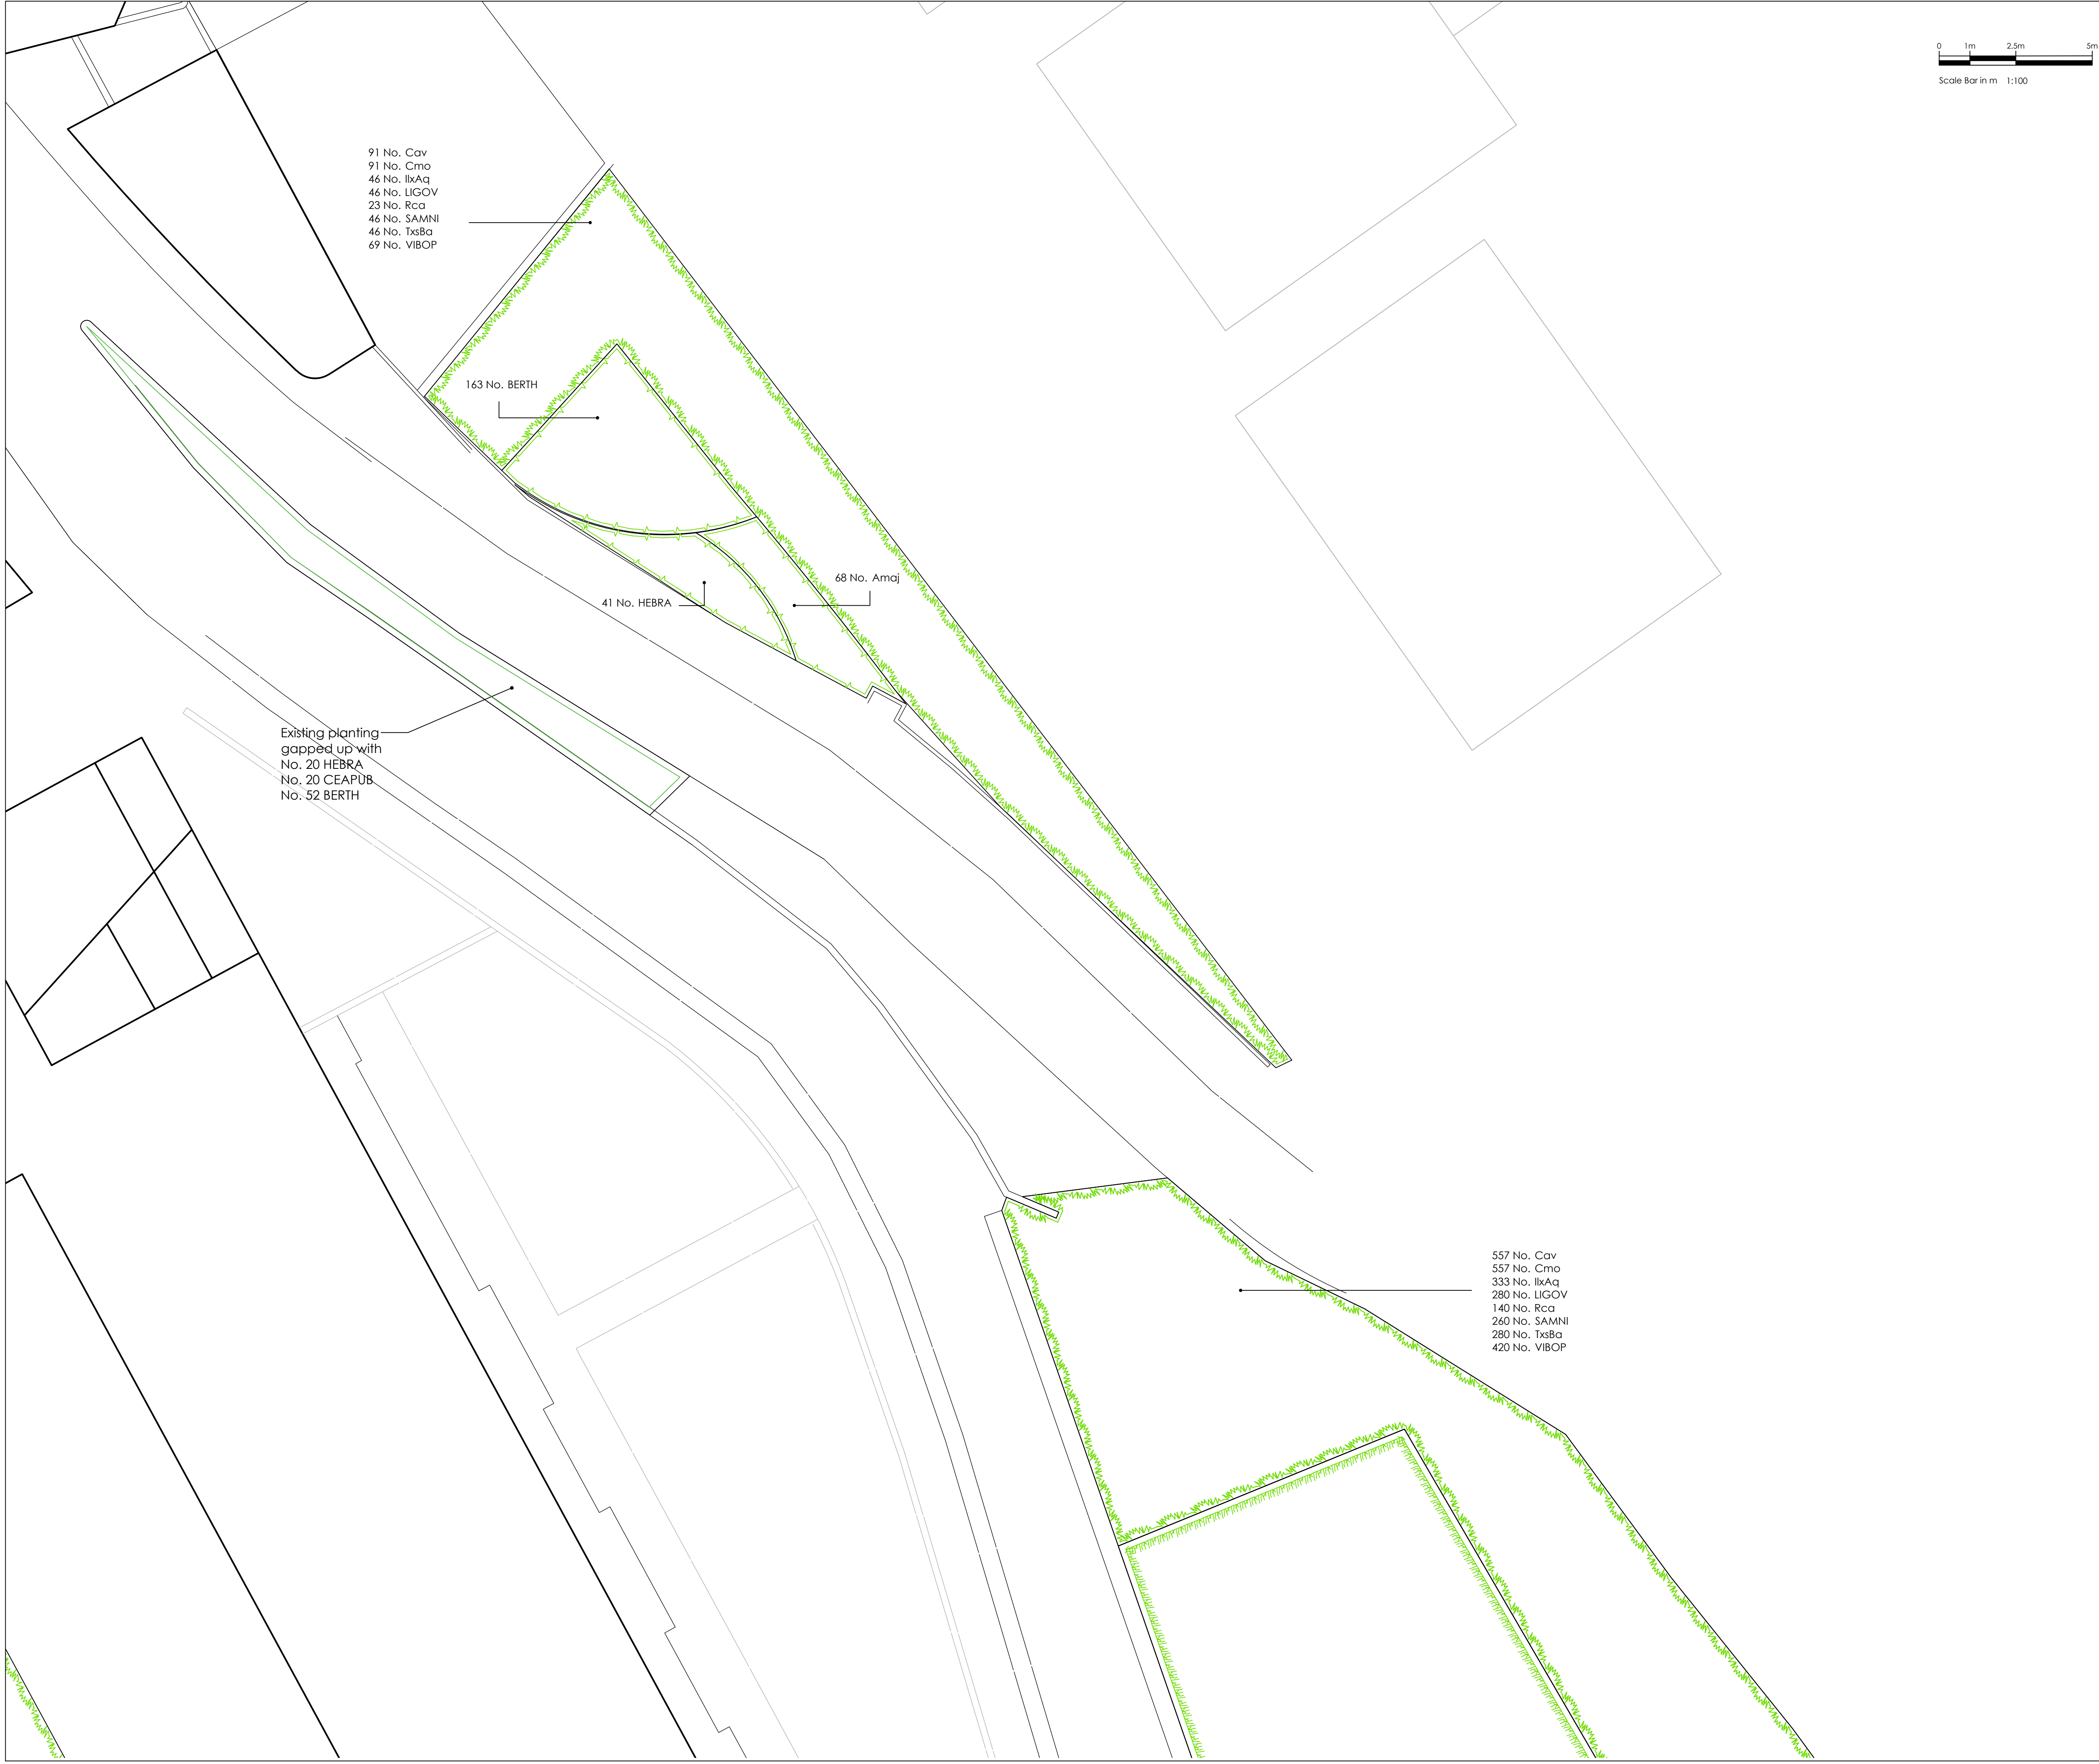 0 1m 2.5m 5m
Scale Bar in m 1:100
91 No. Cav
91 No. Cmo
46 No. IlxAq
46 No. LIGOV
23 No. Rca
46 No. SAMNI
46 No. TxsBa
69 No. VIBOP
163 No. BERTH
68 No. Amaj
41 No. HEBRA
Existing planting
gapped up with
No. 20 HEBRA
No. 20 CEAPUB
No. 52 BERTH
557 No. Cav
557 No. Cmo
333 No. IlxAq
280 No. LIGOV
140 No. Rca
260 No. SAMNI
280 No. TxsBa
420 No. VIBOP